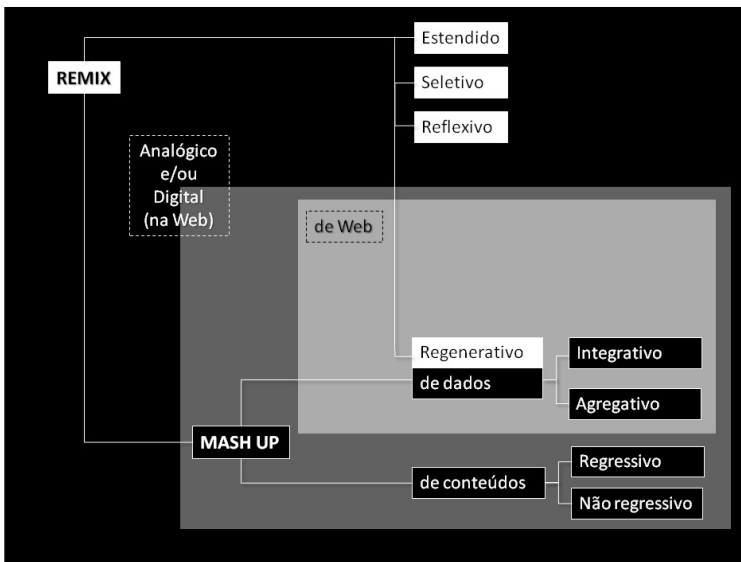 Estendido
REMIX
Seletivo
Reflexivo
Analógico
e/ou
Digital
(na Web)
de Web
Regenerativo
de dados
Integrativo
Agregativo
MASH UP
de conteúdos
Regressivo
Não regressivo